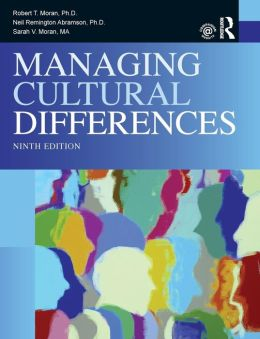 Robert T. Moran, Ph.D.
Neil Remington Abramson, Ph.D.
Sarah V. Moran, MA
MANAGING
CULTURAL
DIFFERENCES
NINTH EDITION